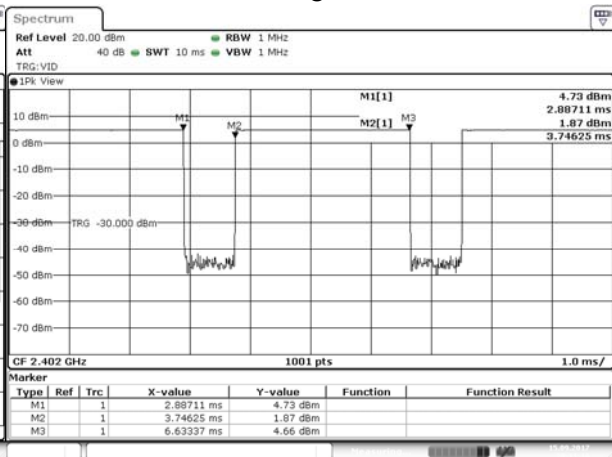 Spectrum
Ref Level 20.00 dBm RBW 1 MHz
Att 40 dB SWT 10 ms VBW 1 MHz
TRG:VID
1Pk View
M1[1] 4.73 dBm
2.88711 ms
M2[1] 1.87 dBm
3.74625 ms
M1 M2 M3
10 dBm
0 dBm
-10 dBm
-20 dBm
-30 dBm TRG -30.000 dBm
-40 dBm
-50 dBm
-60 dBm
-70 dBm
CF 2.402 GHz 1001 pts 1.0 ms/
Marker
Type Ref Trc X-value Y-value Function Function Result
M1 1 2.88711 ms 4.73 dBm
M2 1 3.74625 ms 1.87 dBm
M3 1 6.63337 ms 4.66 dBm